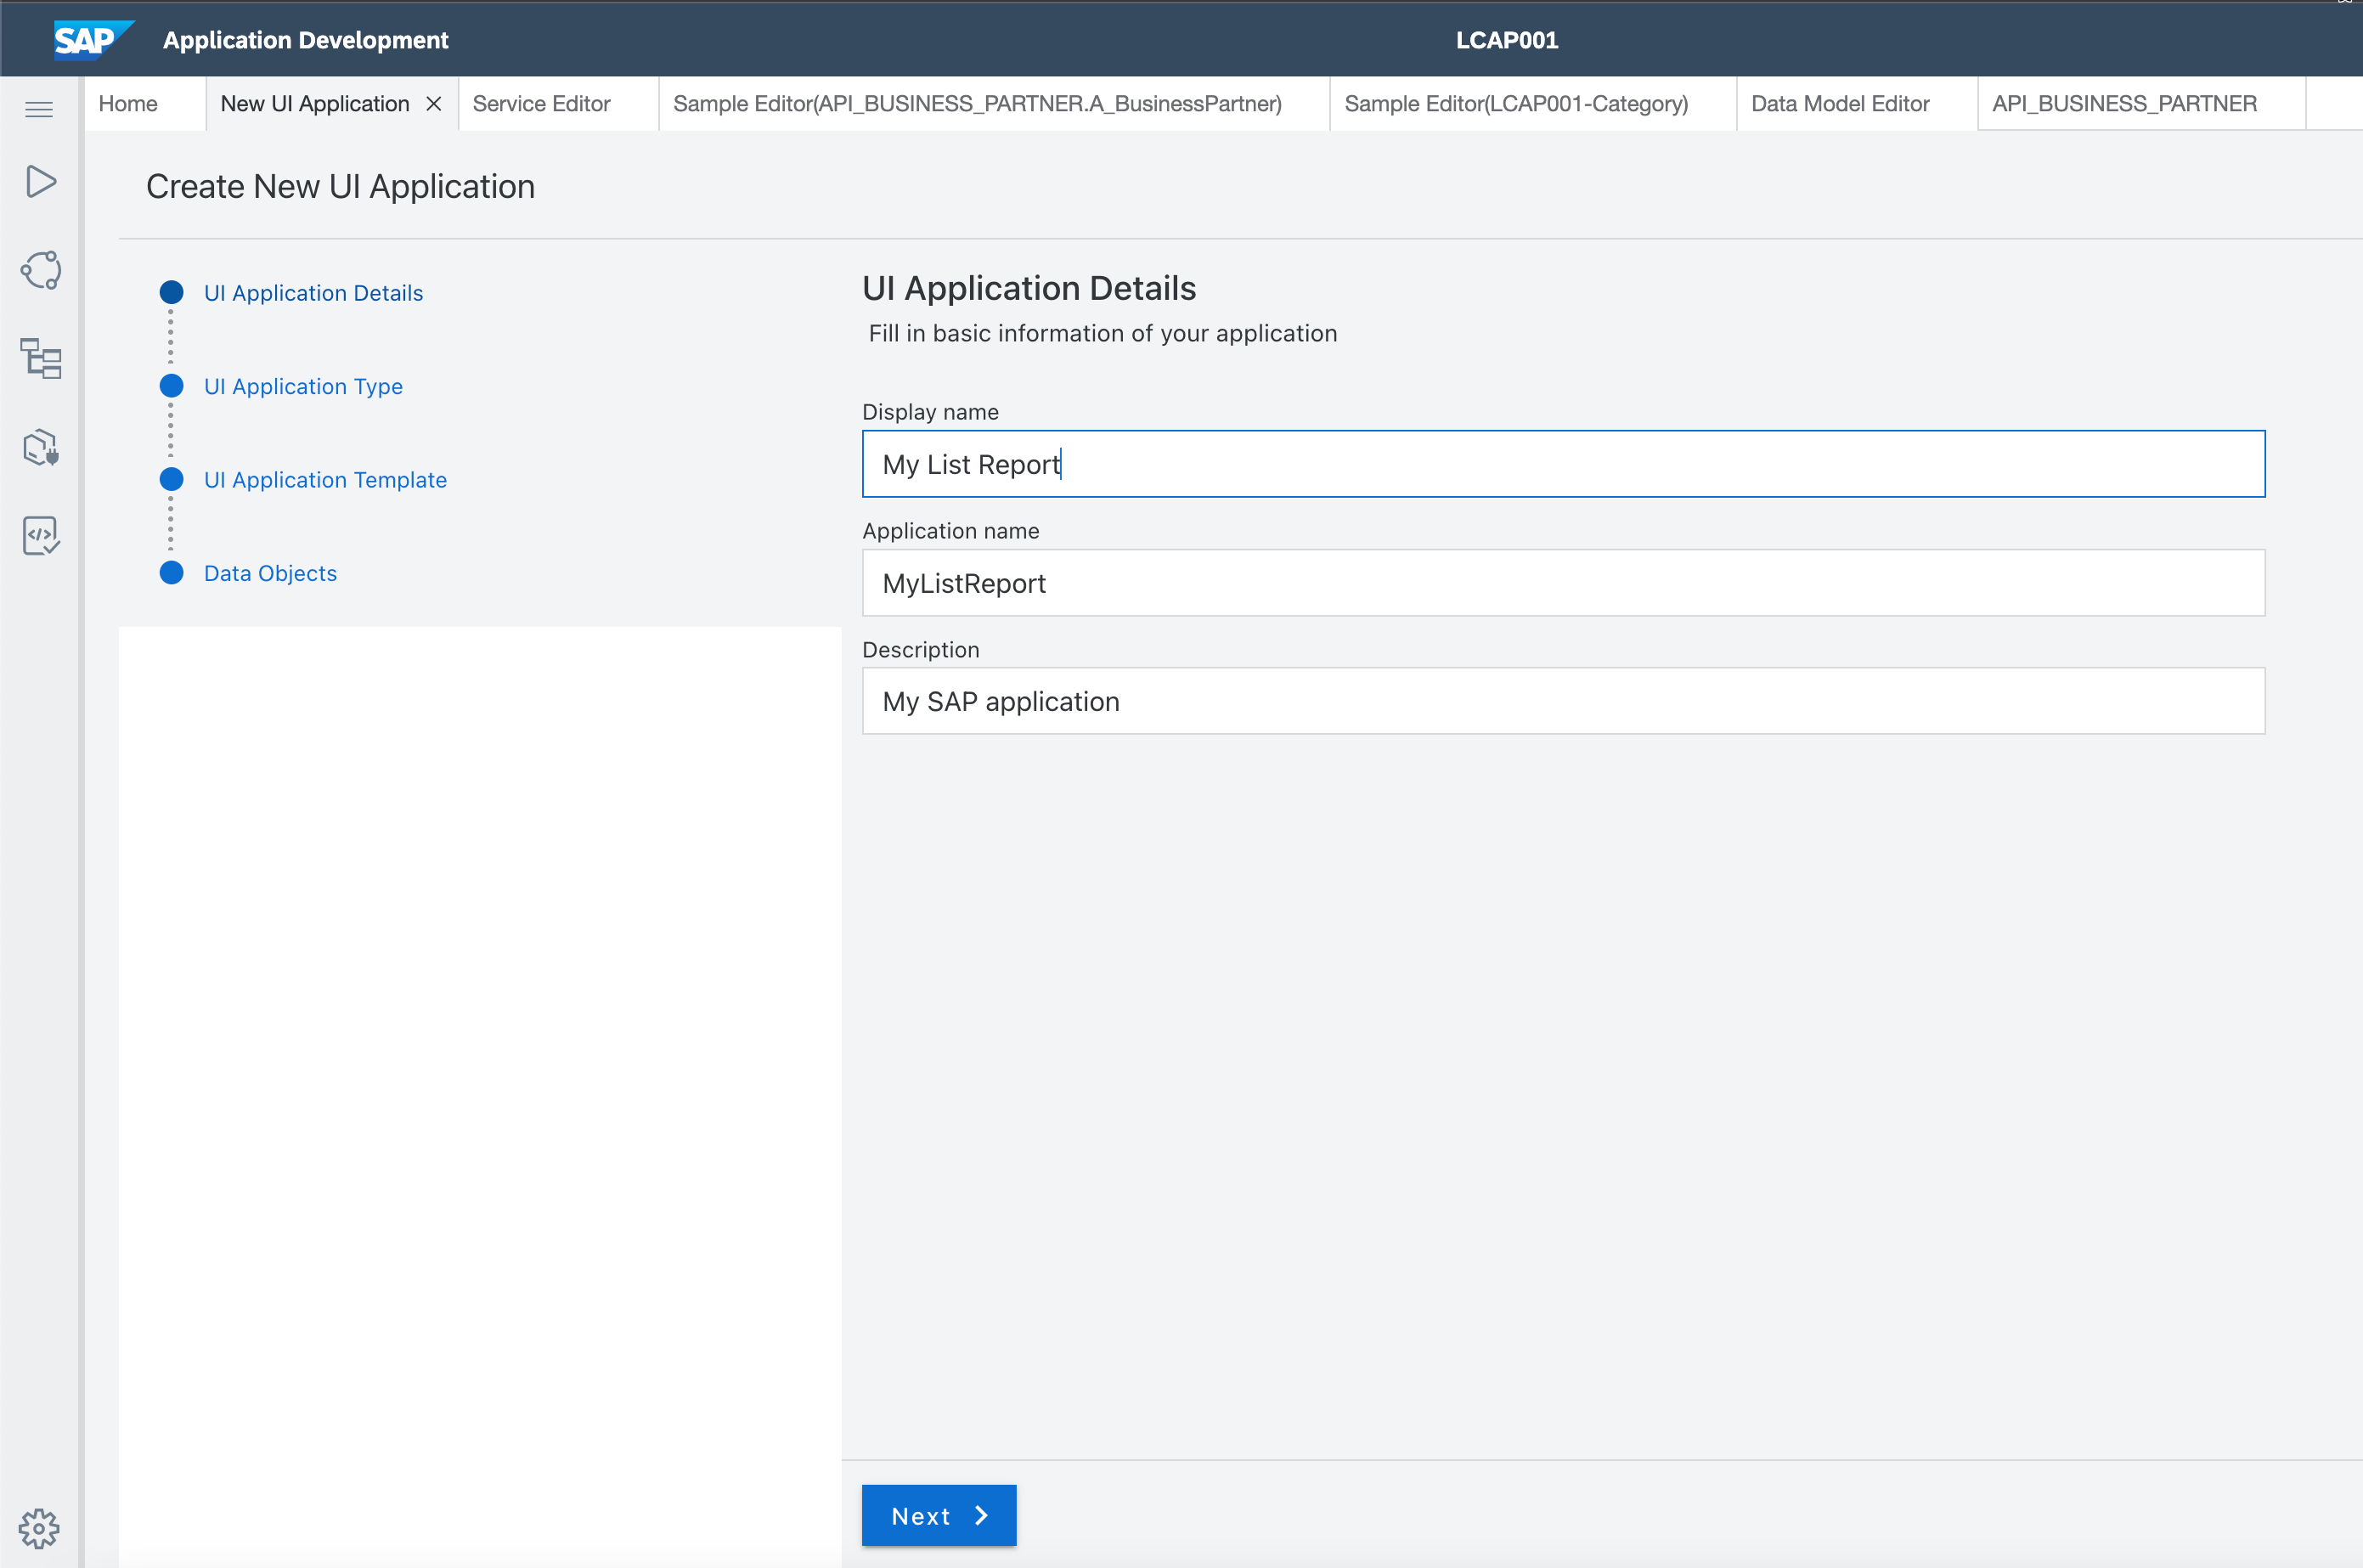 SAP Application Development LCAP001
Home New UI Application Service Editor Sample Editor(API_BUSINESS_PARTNER.A_BusinessPartner) Sample Editor(LCAP001-Category) Data Model Editor API_BUSINESS_PARTNER
Create New UI Application
UI Application Details
UI Application Type
UI Application Template
Data Objects
UI Application Details
Fill in basic information of your application
Display name
My List Report
Application name
MyListReport
Description
My SAP application
Next